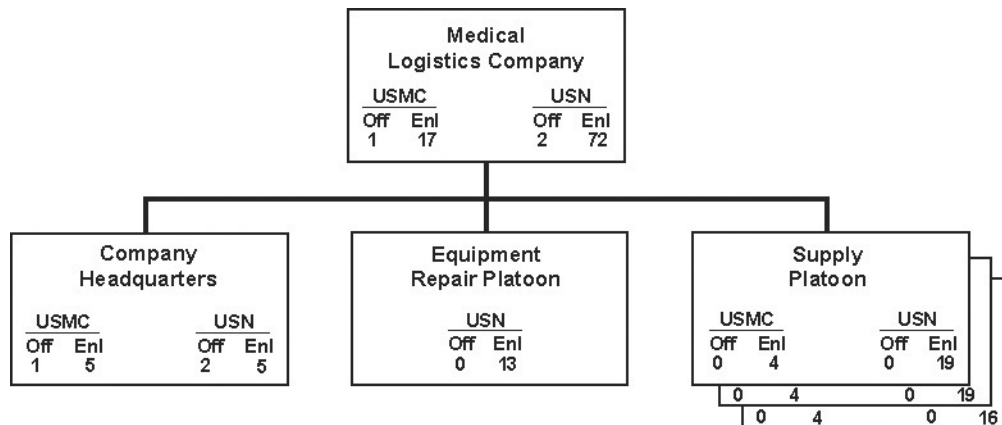 Medical
Logistics Company
USMC USN
Off Enl Off Enl
1 17 2 72
Company
Headquarters
USMC USN
Off Enl Off Enl
1 5 2 5
Equipment
Repair Platoon
USN
Off Enl
0 13
Supply
Platoon
USMC USN
Off Enl Off Enl
0 4 0 19
0 4 0 19
0 4 0 16